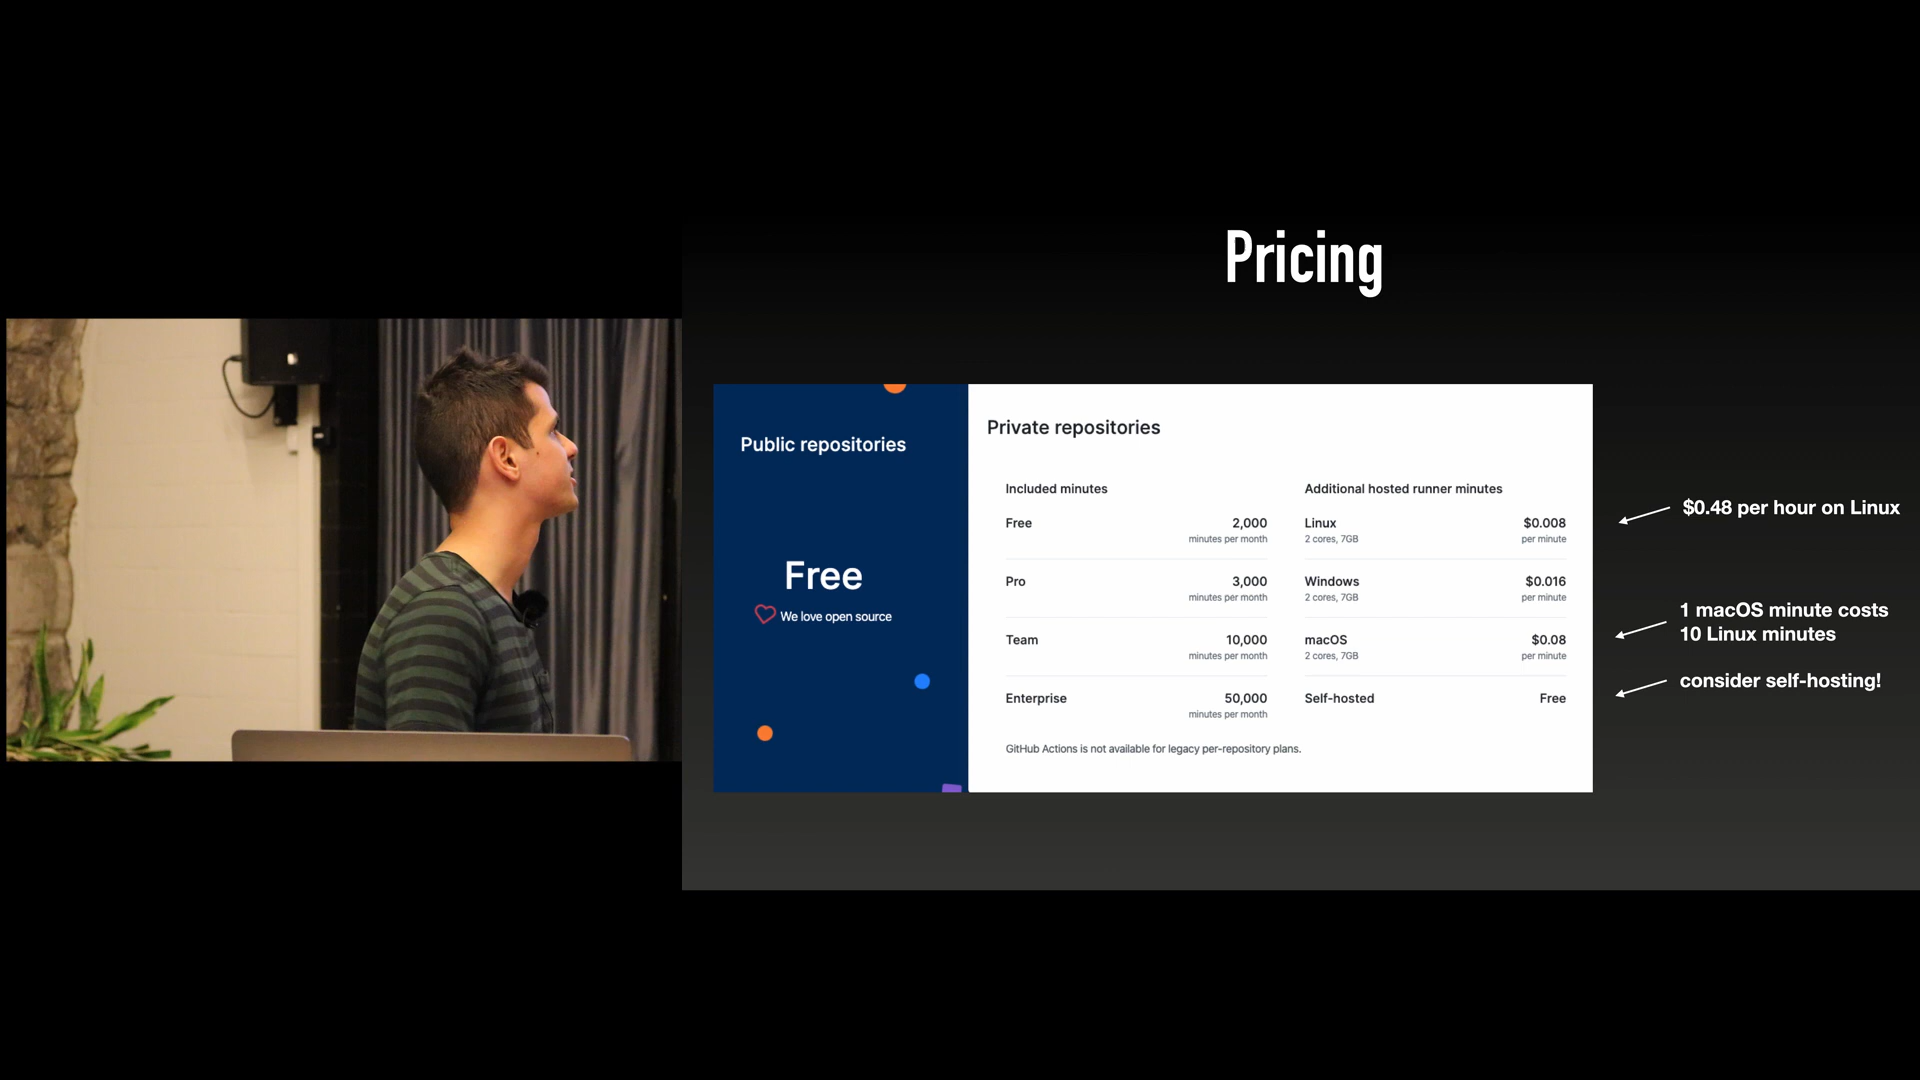 Pricing
Public repositories
Free
We love open source
Private repositories
Included minutes
Free 2,000
minutes per month
Pro 3,000
minutes per month
Team 10,000
minutes per month
Enterprise 50,000
minutes per month
Additional hosted runner minutes
Linux $0.008
2 cores, 7GB per minute
Windows $0.016
2 cores, 7GB per minute
macOS $0.08
2 cores, 7GB per minute
Self-hosted Free
GitHub Actions is not available for legacy per-repository plans.
$0.48 per hour on Linux
1 macOS minute costs
10 Linux minutes
consider self-hosting!